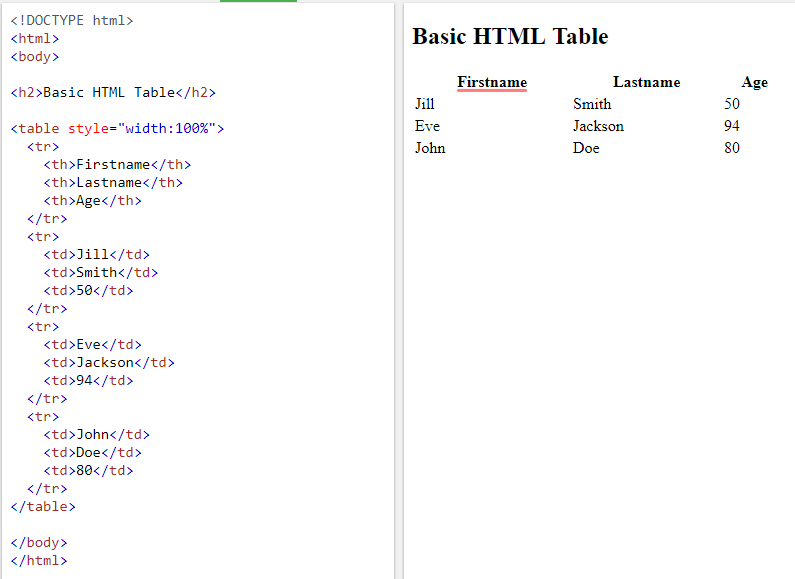 <!DOCTYPE html>
<html>
<body>
<h2>Basic HTML Table</h2>
<table style="width:100%">
<tr>
<th>Firstname</th>
<th>Lastname</th>
<th>Age</th>
</tr>
<tr>
<td>Jill</td>
<td>Smith</td>
<td>50</td>
</tr>
<tr>
<td>Eve</td>
<td>Jackson</td>
<td>94</td>
</tr>
<tr>
<td>John</td>
<td>Doe</td>
<td>80</td>
</tr>
</table>
</body>
</html>
Basic HTML Table
Firstname Lastname Age
Jill Smith 50
Eve Jackson 94
John Doe 80